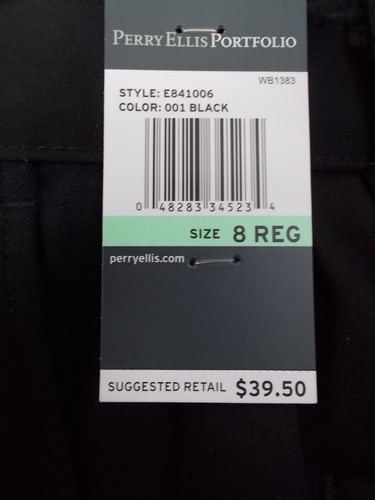 PERRY ELLIS PORTFOLIO
WB1383
STYLE: E841006
COLOR: 001 BLACK
0 48283 34523 4
SIZE 8 REG
perryellis.com
SUGGESTED RETAIL $39.50